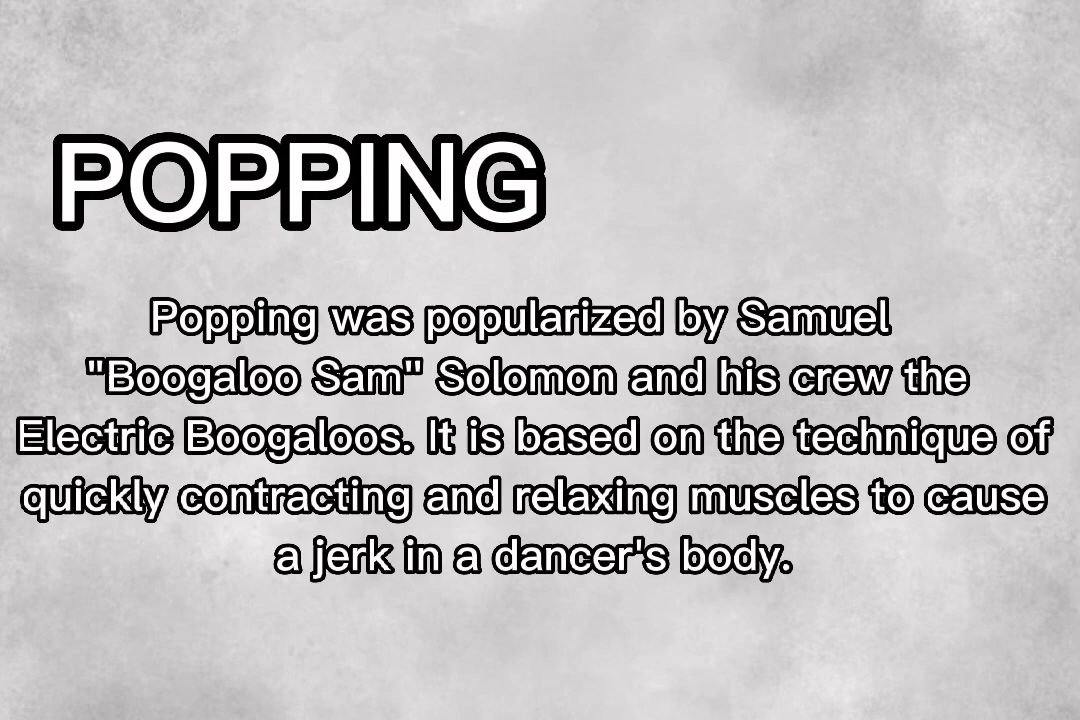 POPPING
Popping was popularized by Samuel
"Boogaloo Sam" Solomon and his crew the
Electric Boogaloos. It is based on the technique of
quickly contracting and relaxing muscles to cause
a jerk in a dancer's body.